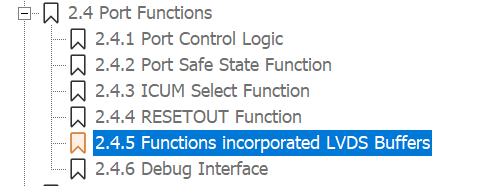 2.4 Port Functions
2.4.1 Port Control Logic
2.4.2 Port Safe State Function
2.4.3 ICUM Select Function
2.4.4 RESETOUT Function
2.4.5 Functions incorporated LVDS Buffers
2.4.6 Debug Interface